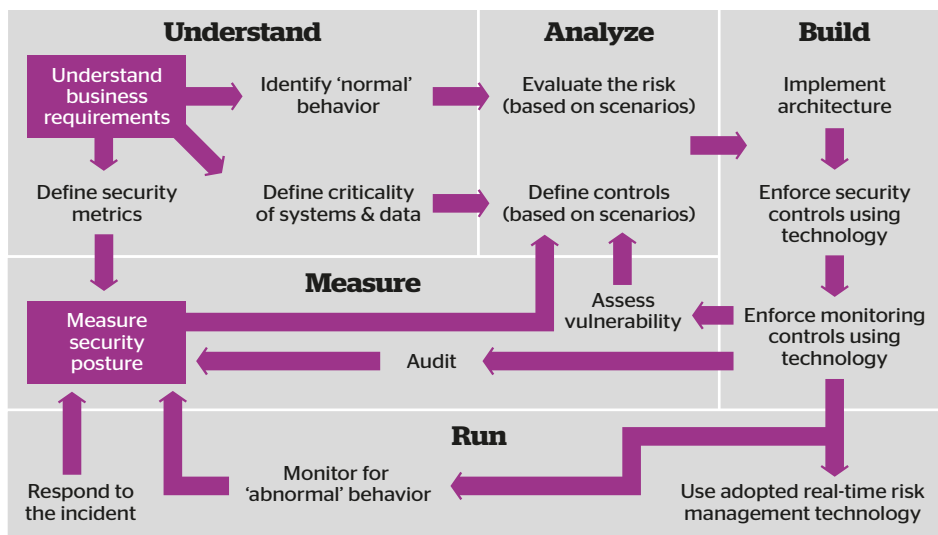 Understand
Analyze
Build
Understand
business
requirements
Identify ‘normal’
behavior
Evaluate the risk
(based on scenarios)
Implement
architecture
Define security
metrics
Define criticality
of systems & data
Define controls
(based on scenarios)
Enforce security
controls using
technology
Measure
Measure
security
posture
Assess
vulnerability
Audit
Enforce monitoring
controls using
technology
Run
Respond to
the incident
Monitor for
‘abnormal’ behavior
Use adopted real-time risk
management technology